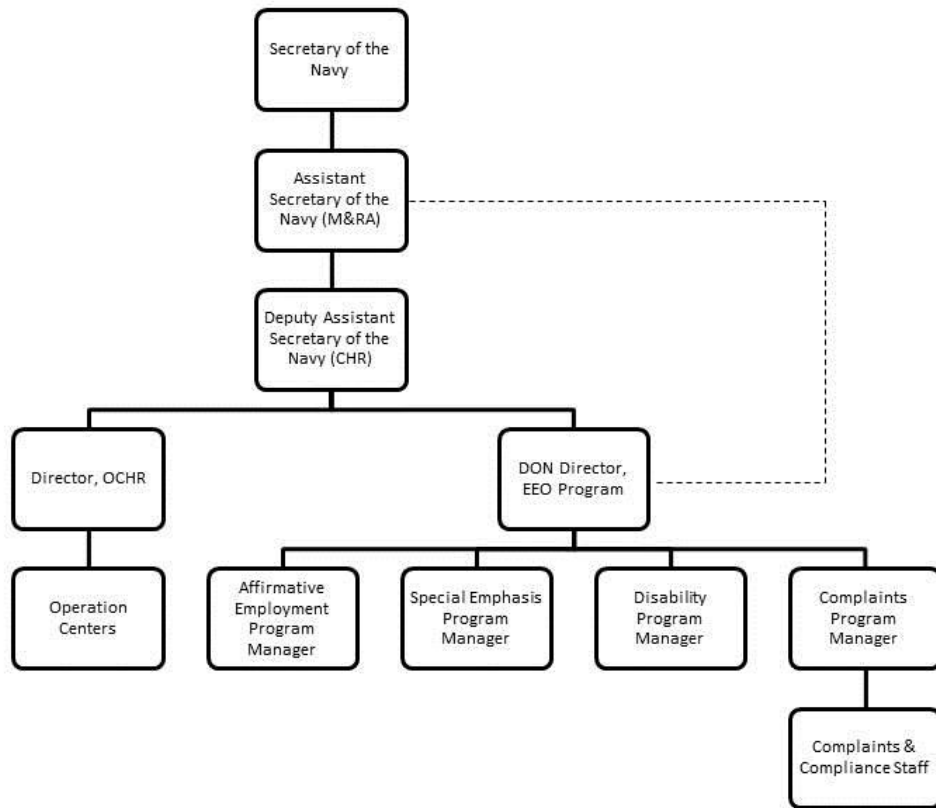 Secretary of the
Navy
Assistant
Secretary of the
Navy (M&RA)
Deputy Assistant
Secretary of the
Navy (CHR)
Director, OCHR
DON Director,
EEO Program
Operation
Centers
Affirmative
Employment
Program
Manager
Special Emphasis
Program
Manager
Disability
Program
Manager
Complaints
Program
Manager
Complaints &
Compliance Staff